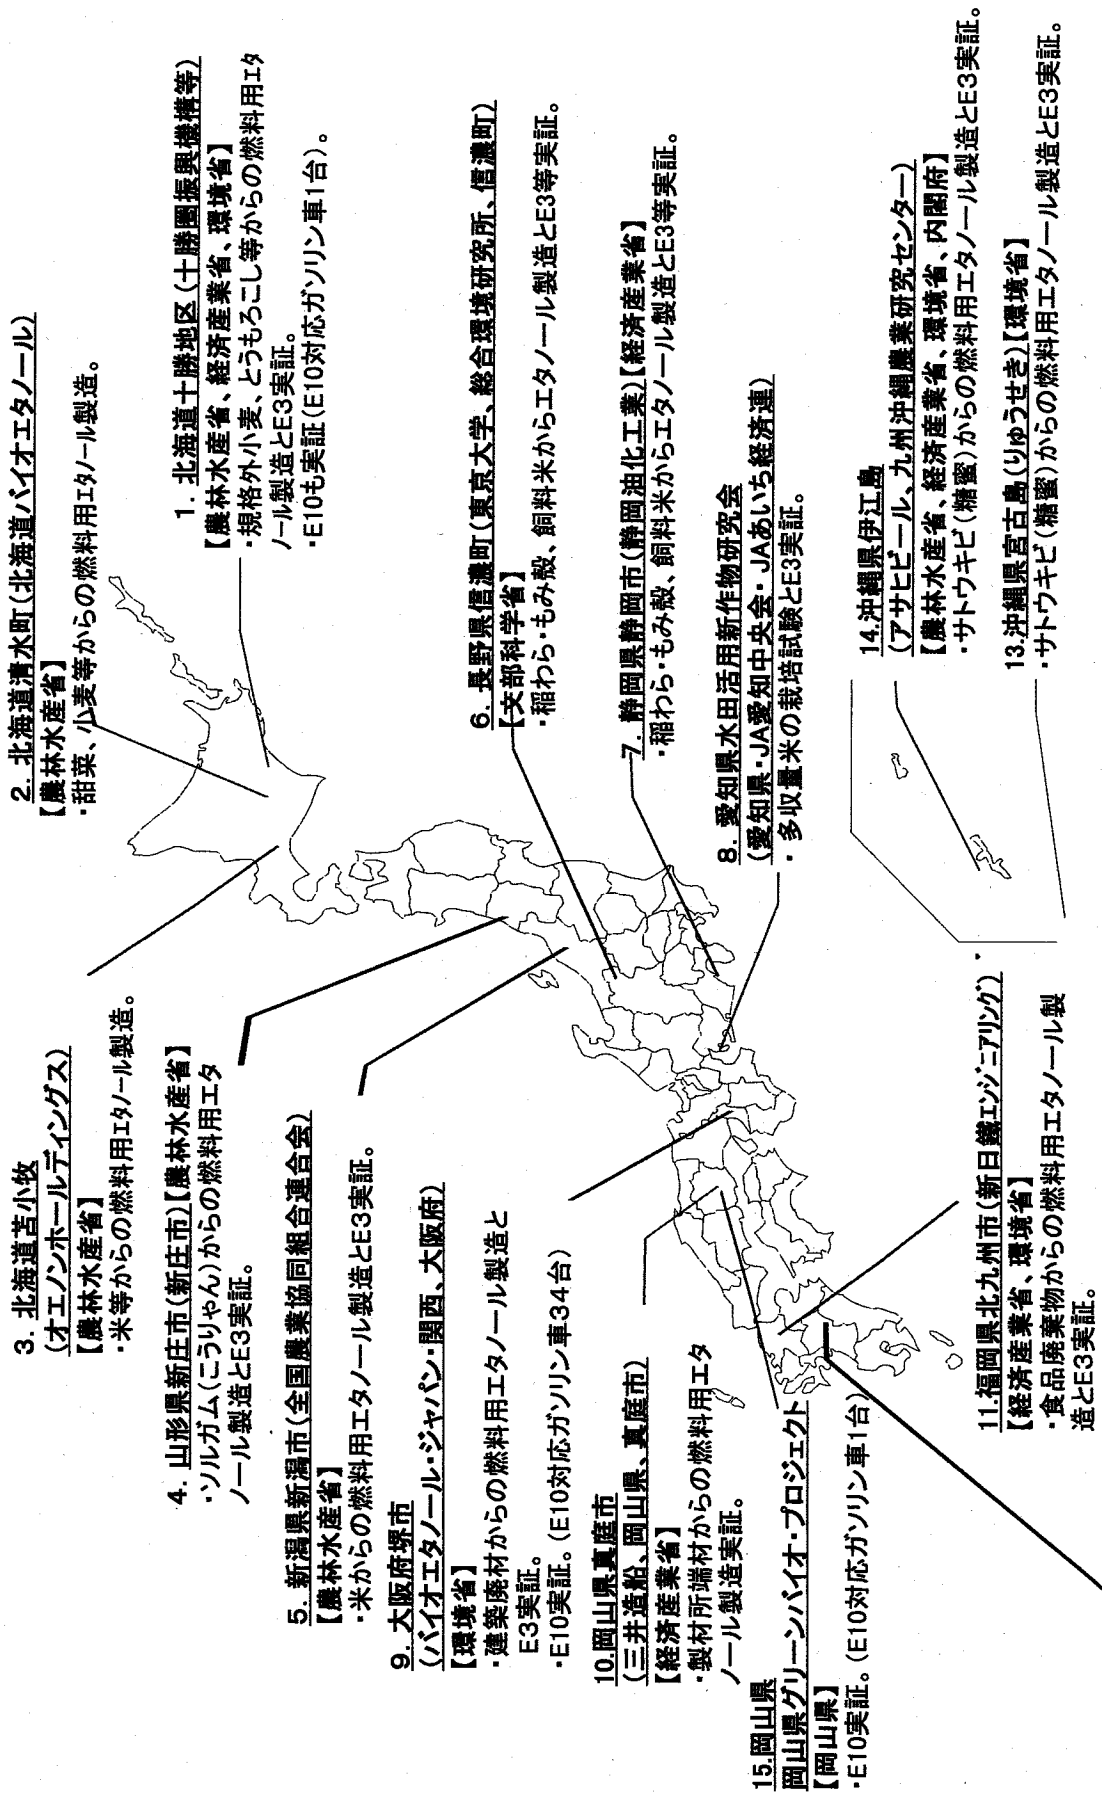 2. 北海道清水町(北海道バイオエタノール)
【農林水産省】
・甜菜、小麦等からの燃料用エタノール製造。
1. 北海道十勝地区(十勝圏振興機構等)
【農林水産省、経済産業省、環境省】
・規格外小麦、とうもろこし等からの燃料用エタ
ノール製造とE3実証。
・E10も実証(E10対応ガソリン車1台)。
3. 北海道苫小牧
(オエノンホールディングス)
【農林水産省】
・米等からの燃料用エタノール製造。
4. 山形県新庄市(新庄市)【農林水産省】
・ソルガム(こうりゃん)からの燃料用エタ
ノール製造とE3実証。
5. 新潟県新潟市(全国農業協同組合連合会)
【農林水産省】
・米からの燃料用エタノール製造とE3実証。
6. 長野県信濃町(東京大学、総合環境研究所、信濃町)
【文部科学省】
・稲わら・もみ殻、飼料米からエタノール製造とE3等実証。
7. 静岡県静岡市(静岡油化工業)【経済産業省】
・稲わら・もみ殻、飼料米からエタノール製造とE3等実証。
8. 愛知県水田活用新作物研究会
(愛知県・JA愛知中央会・JAあいち経済連)
・多収量米の栽培試験とE3実証。
9. 大阪府堺市
(バイオエタノール・ジャパン・関西、大阪府)
【環境省】
・建築廃材からの燃料用エタノール製造と
E3実証。
・E10実証。(E10対応ガソリン車34台)
10.岡山県真庭市
(三井造船、岡山県、真庭市)
【経済産業省】
・製材所端材からの燃料用エタ
ノール製造実証。
15.岡山県
岡山県グリーンバイオ・プロジェクト
【岡山県】
・E10実証。(E10対応ガソリン車1台)
11.福岡県北九州市(新日鐵エンジニアリング)
【経済産業省、環境省】
・食品廃棄物からの燃料用エタノール製
造とE3実証。
14.沖縄県伊江島
(アサヒビール、九州沖縄農業研究センター)
【農林水産省、経済産業省、環境省、内閣府】
・サトウキビ(糖蜜)からの燃料用エタノール製造とE3実証。
13.沖縄県宮古島(りゅうせき)【環境省】
・サトウキビ(糖蜜)からの燃料用エタノール製造とE3実証。